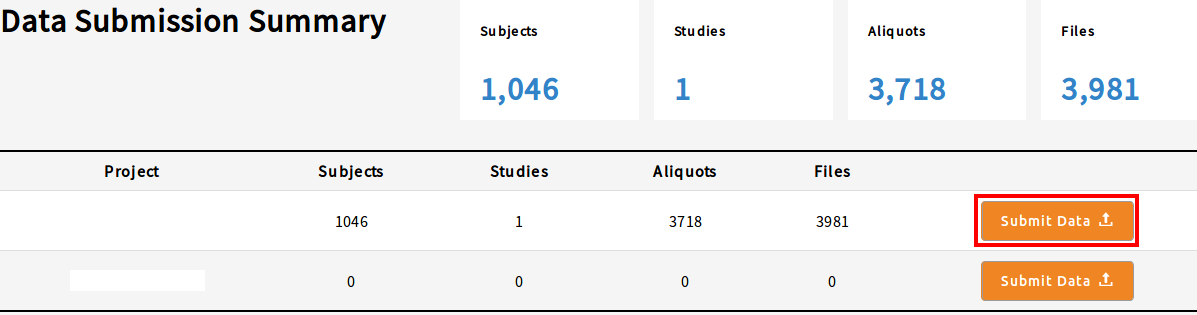 Data Submission Summary
Subjects
Studies
Aliquots
Files
1,046
1
3,718
3,981
Project Subjects Studies Aliquots Files
1046 1 3718 3981 Submit Data
0 0 0 0 Submit Data